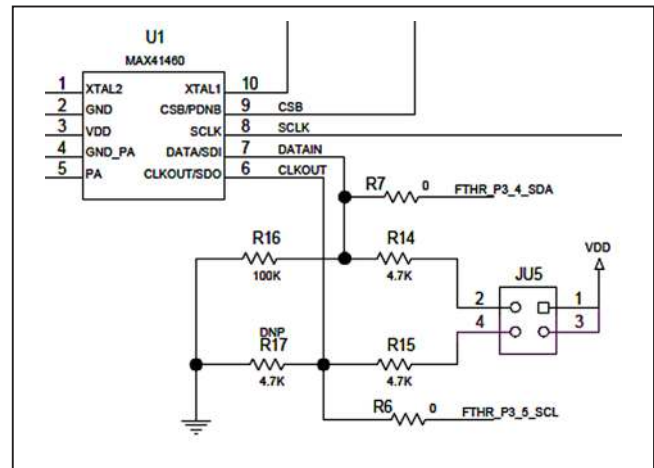 U1
MAX41460
1 XTAL2 XTAL1 10
2 GND CSB/PDNB 9 CSB
3 VDD SCLK 8 SCLK
4 GND_PA DATA/SDI 7 DATAIN
5 PA CLKOUT/SDO 6 CLKOUT
R7 0 FTHR_P3_4_SDA
R16 R14 VDD
100K 4.7K JU5
2 1
4 3
DNP
R17 R15
4.7K 4.7K
R6 0 FTHR_P3_5_SCL